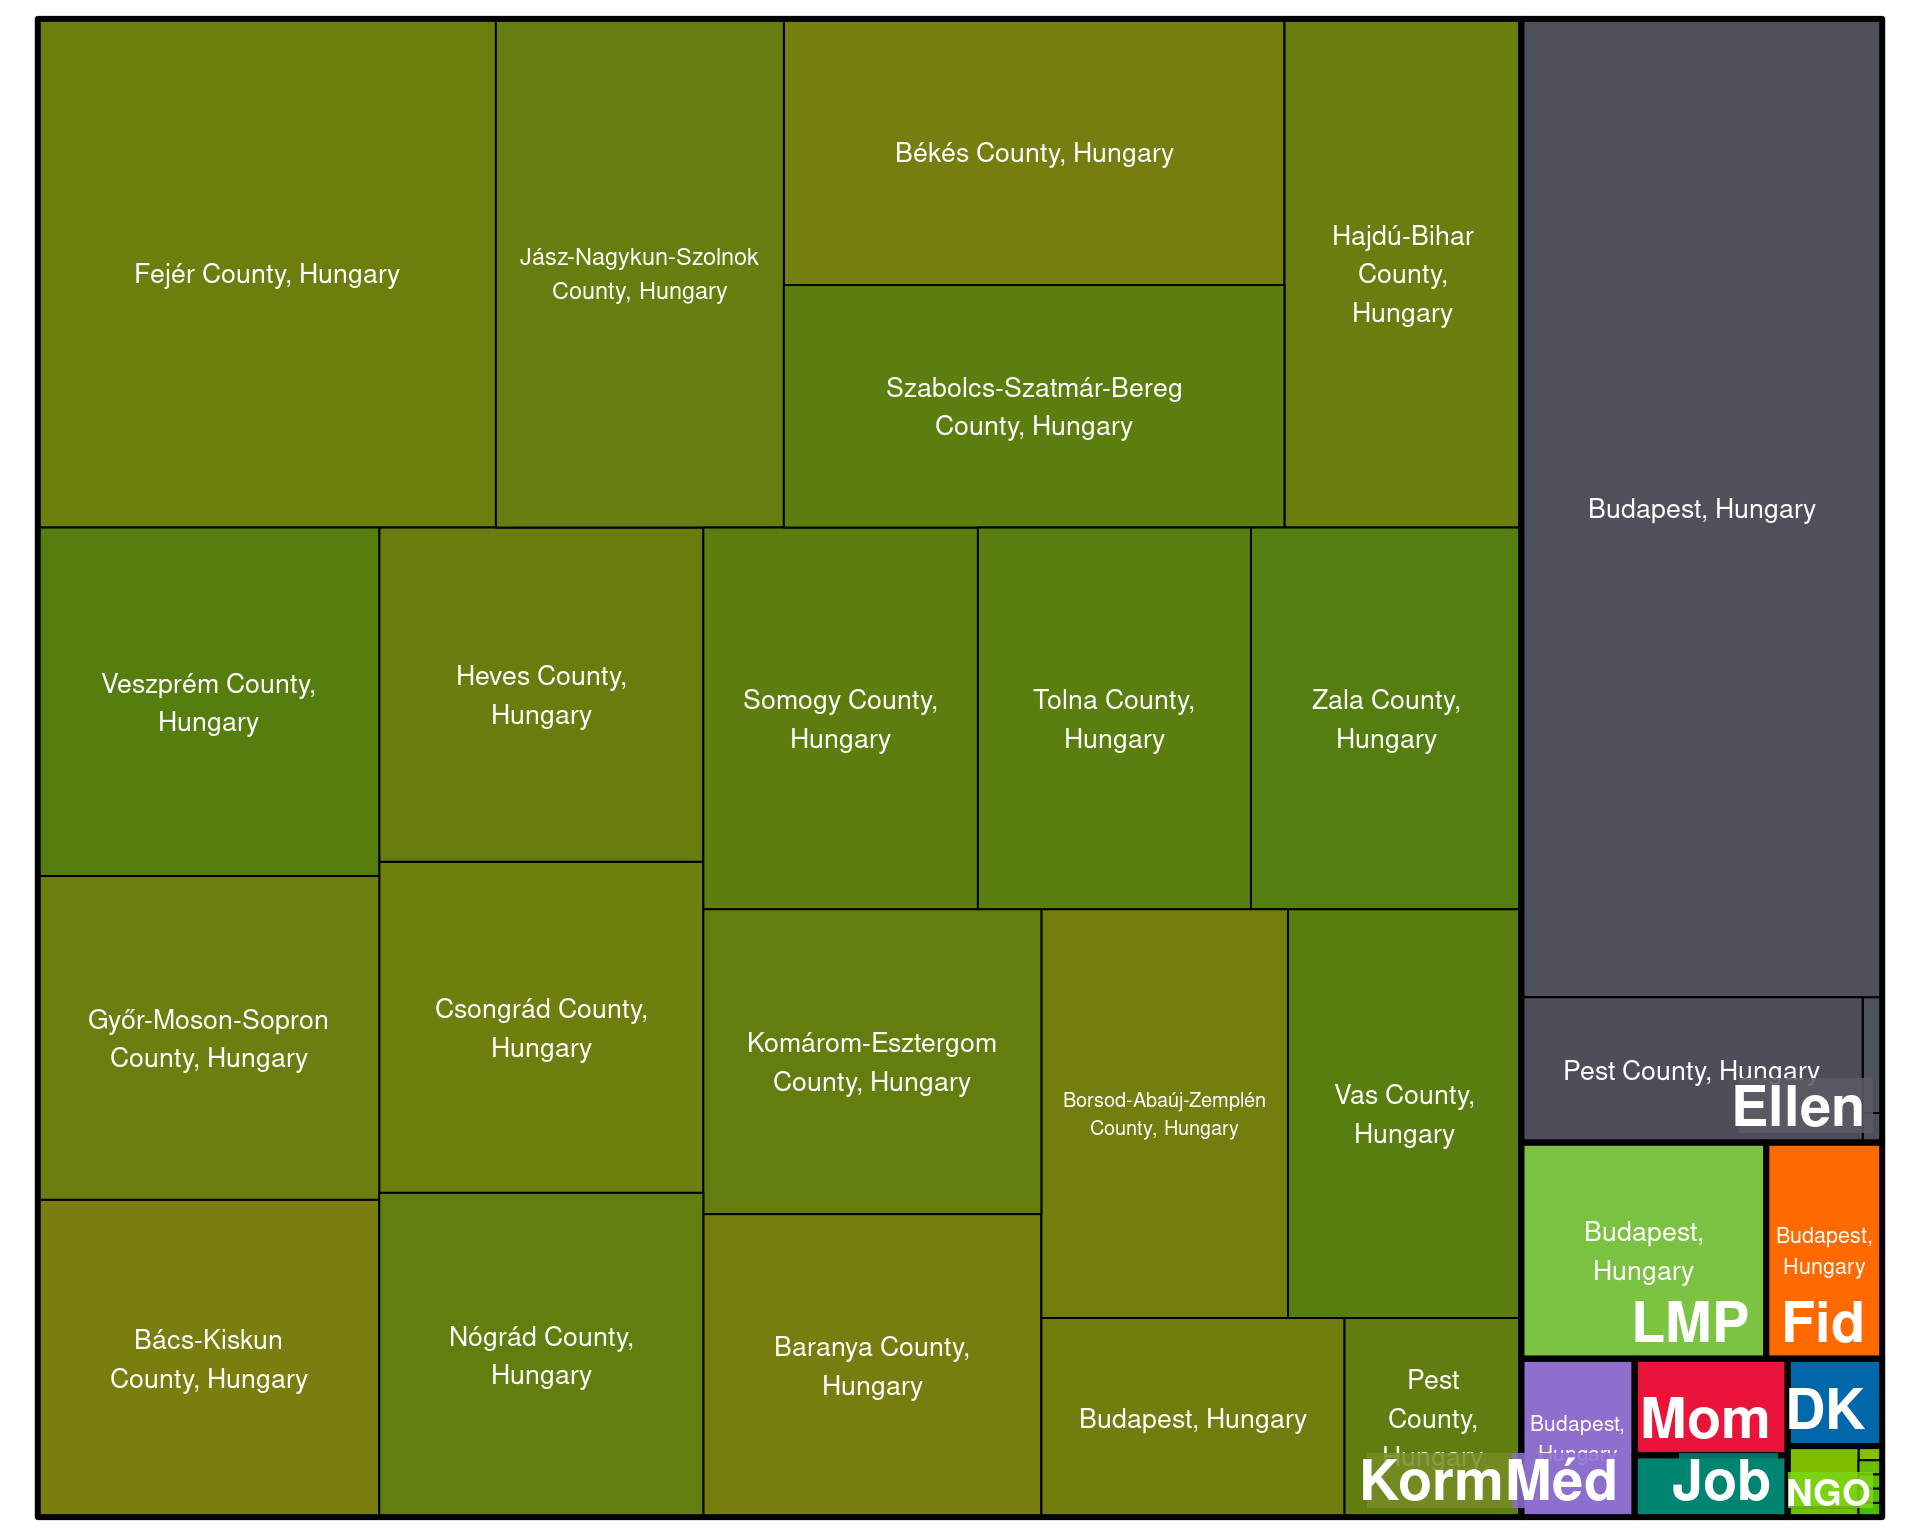 Fejér County, Hungary
Jász-Nagykun-Szolnok
County, Hungary
Békés County, Hungary
Szabolcs-Szatmár-Bereg
County, Hungary
Hajdú-Bihar
County,
Hungary
Budapest, Hungary
Veszprém County,
Hungary
Heves County,
Hungary
Somogy County,
Hungary
Tolna County,
Hungary
Zala County,
Hungary
Győr-Moson-Sopron
County, Hungary
Csongrád County,
Hungary
Komárom-Esztergom
County, Hungary
Borsod-Abaúj-Zemplén
County, Hungary
Vas County,
Hungary
Pest County, Hungary
Ellen
Bács-Kiskun
County, Hungary
Nógrád County,
Hungary
Baranya County,
Hungary
Budapest, Hungary
Pest
County,
Hungary
Korm
Budapest,
Hungary
LMP
Budapest,
Hungary
Fid
Budapest,
Hungary
Méd
Mom
DK
Job
NGO